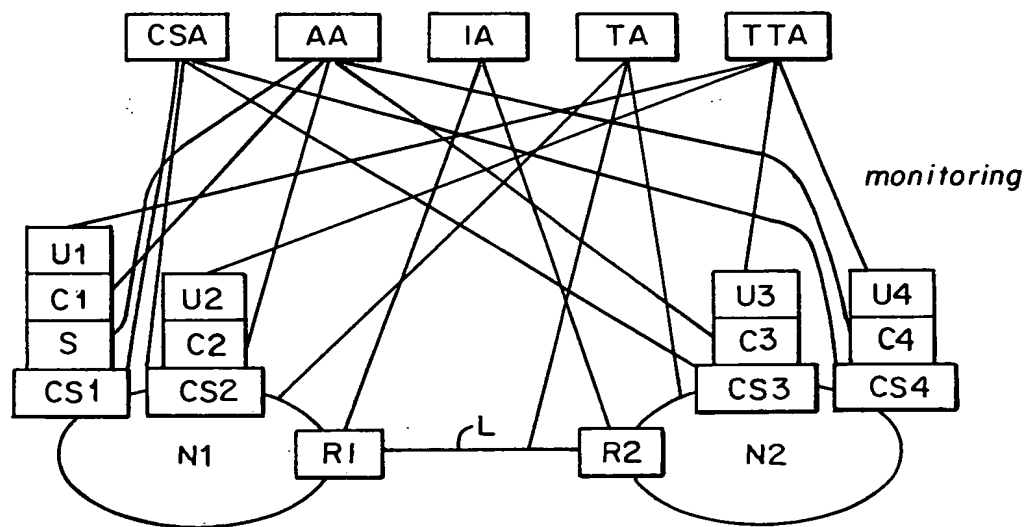 CSA AA IA TA TTA
monitoring
U1
C1
S
CS1
U2
C2
CS2
U3
C3
CS3
U4
C4
CS4
N1
R1
L
R2
N2